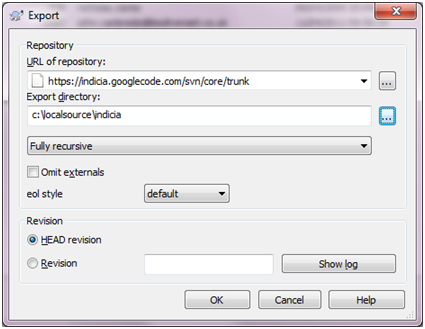 Export
Repository
URL of repository:
https://indicia.googlecode.com/svn/core/trunk
...
Export directory:
c:\localsource\indicia
...
Fully recursive
Omit externals
eol style
default
Revision
HEAD revision
Revision
Show log
OK
Cancel
Help